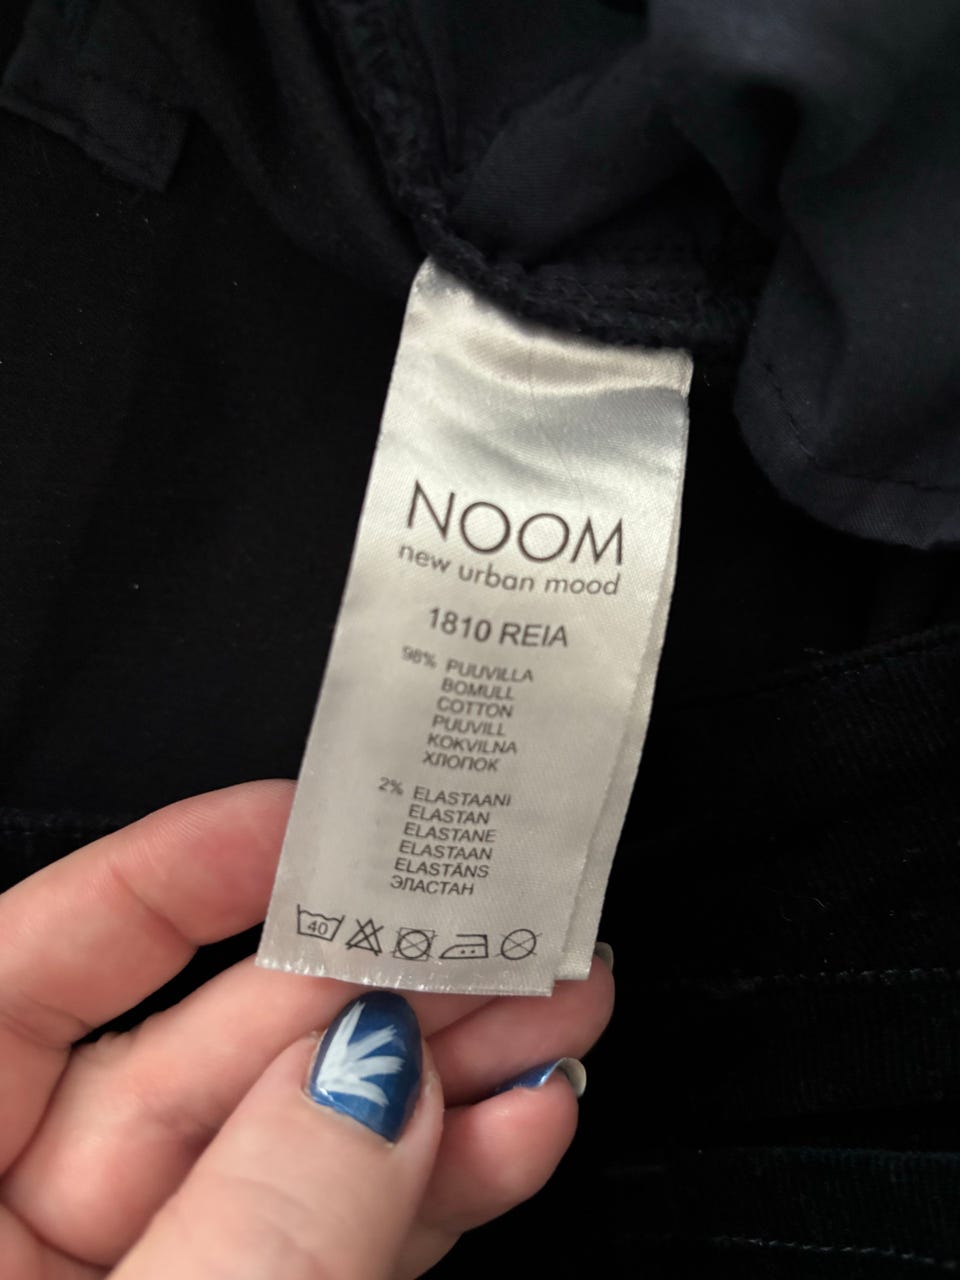 NOOM
new urban mood
1810 REIA
98% PUUVILLA
BOMULL
COTTON
PUUVILL
KOKVILNA
ХЛОПОК
2% ELASTAANI
ELASTAN
ELASTANE
ELASTAAN
ELASTĀNS
ЭЛАСТАН
40